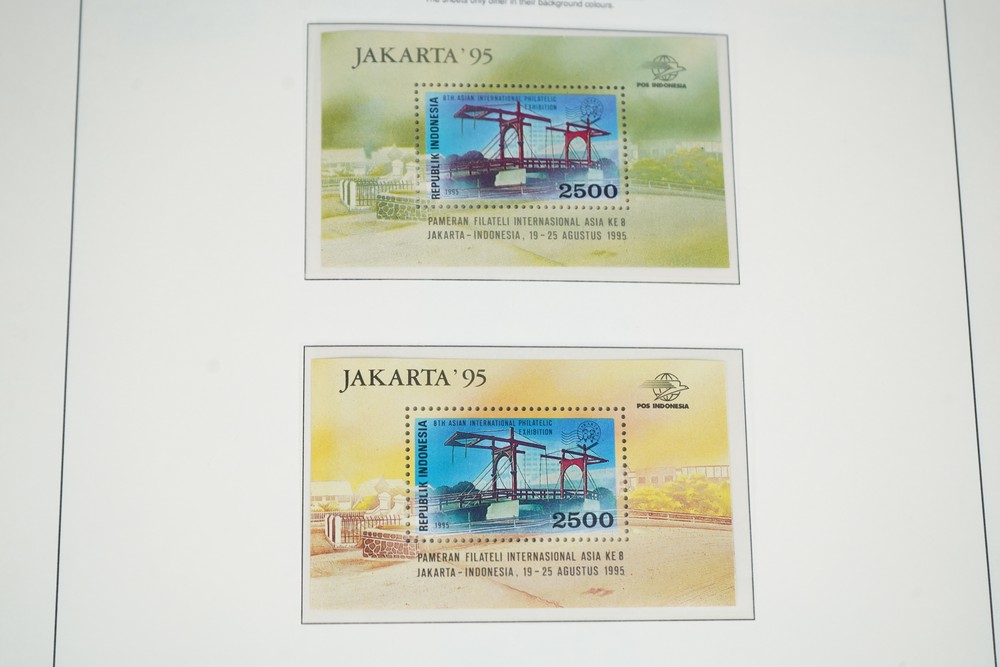 The sheets only differ in their background colours.
JAKARTA '95
POS INDONESIA
8TH ASIAN INTERNATIONAL PHILATELIC
EXHIBITION
REPUBLIK INDONESIA
1995
2500
PAMERAN FILATELI INTERNASIONAL ASIA KE 8
JAKARTA - INDONESIA, 19 - 25 AGUSTUS 1995
JAKARTA '95
POS INDONESIA
8TH ASIAN INTERNATIONAL PHILATELIC
EXHIBITION
REPUBLIK INDONESIA
1995
2500
PAMERAN FILATELI INTERNASIONAL ASIA KE 8
JAKARTA - INDONESIA, 19 - 25 AGUSTUS 1995